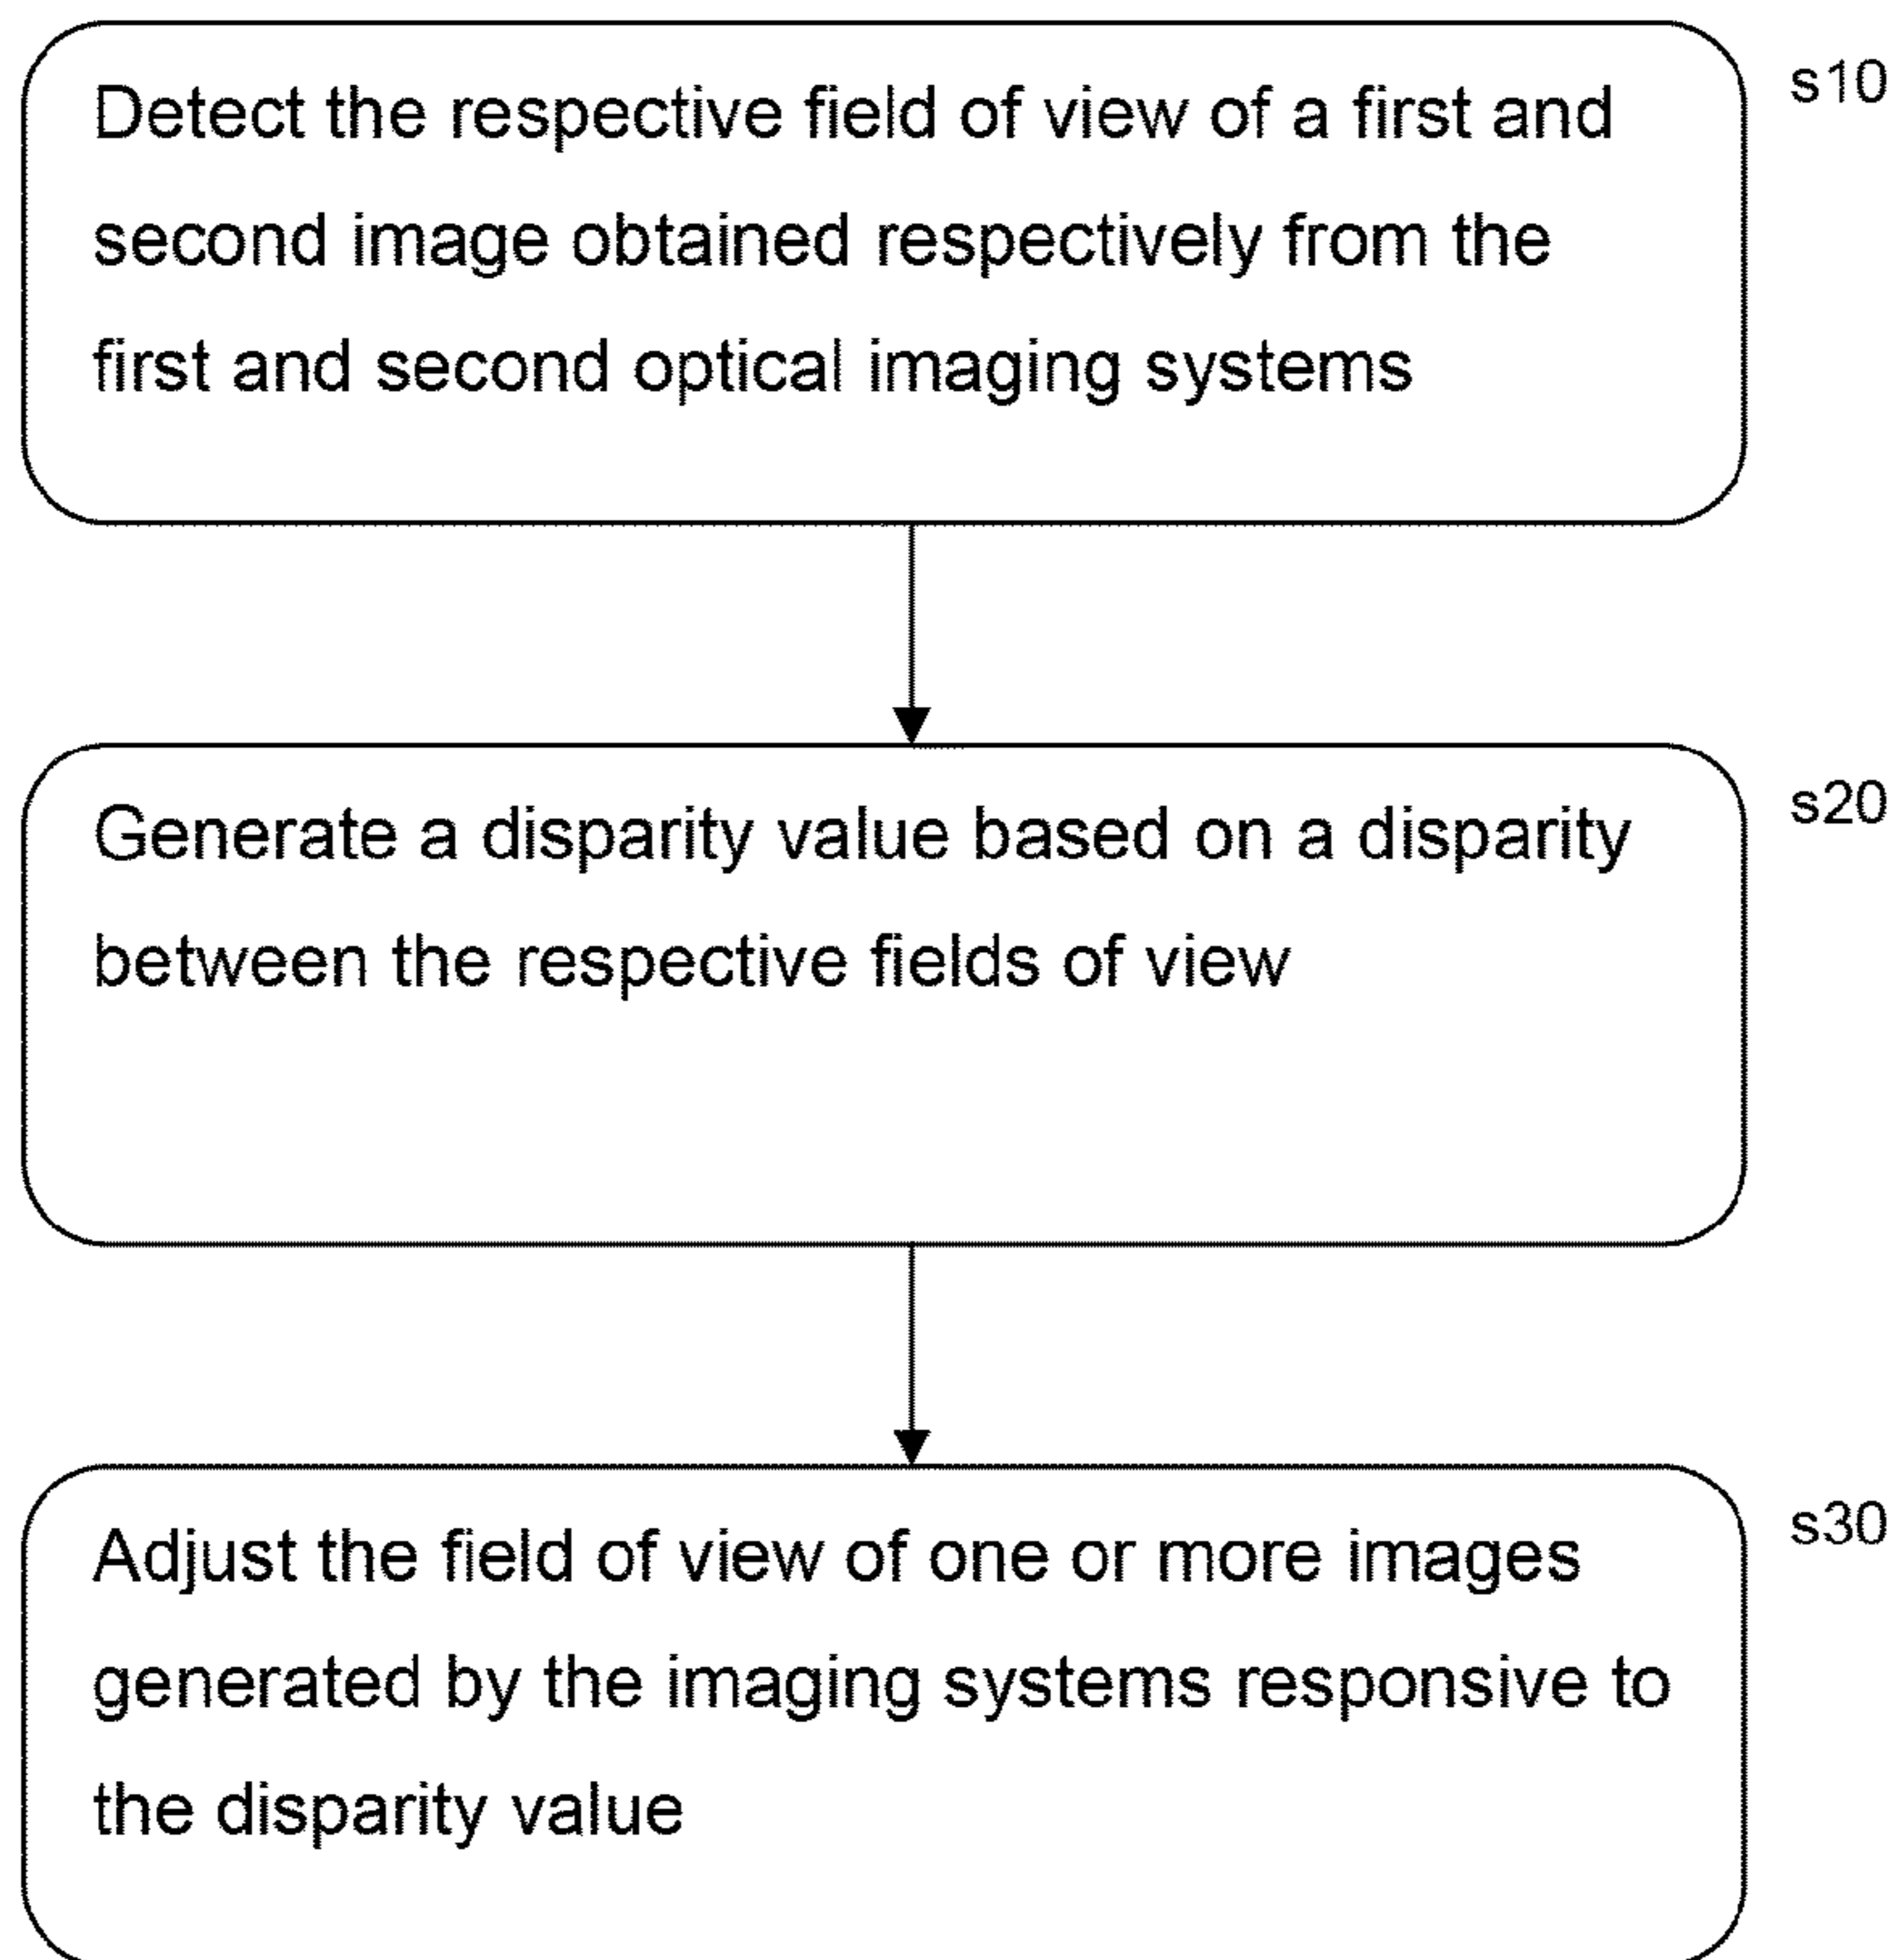 Detect the respective field of view of a first and
s10
second image obtained respectively from the
first and second optical imaging systems
Generate a disparity value based on a disparity
s20
between the respective fields of view
Adjust the field of view of one or more images
s30
generated by the imaging systems responsive to
the disparity value